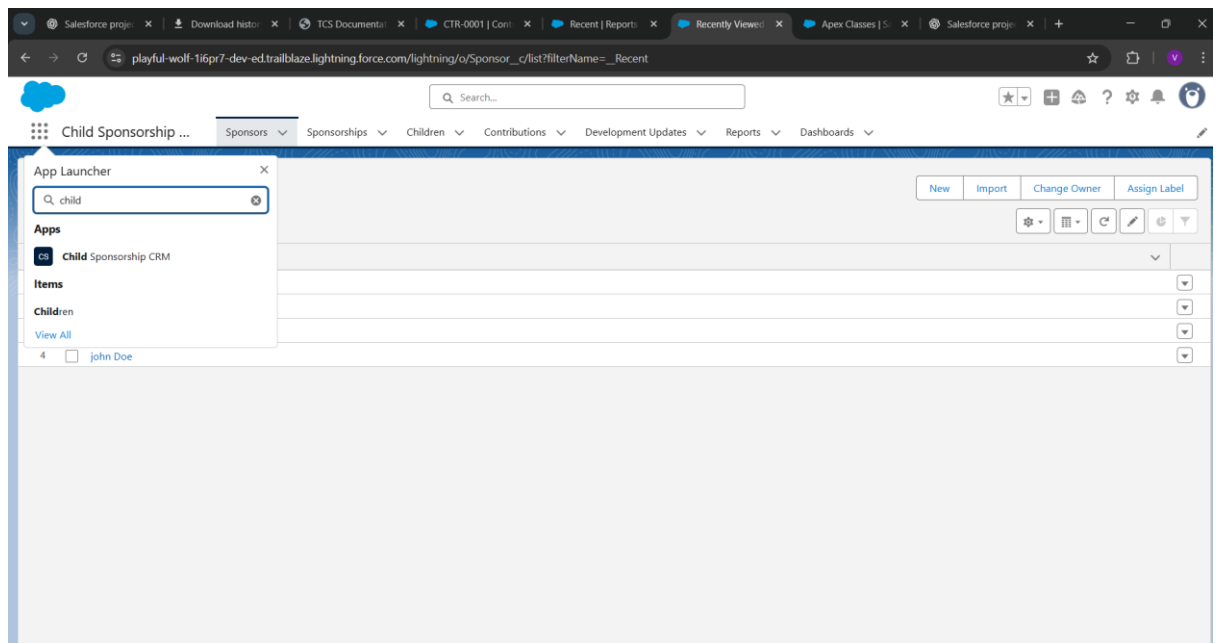 Salesforce proje
Download histor
TCS Documentat
CTR-0001 | Cont
Recent | Reports
Recently Viewed
Apex Classes | S
Salesforce proje
playful-wolf-1i6pr7-dev-ed.trailblaze.lightning.force.com/lightning/o/Sponsor__c/list?filterName=__Recent
V
Search...
Child Sponsorship ...
Sponsors
Sponsorships
Children
Contributions
Development Updates
Reports
Dashboards
App Launcher
child
Apps
CS Child Sponsorship CRM
Items
Children
View All
New
Import
Change Owner
Assign Label
4 john Doe